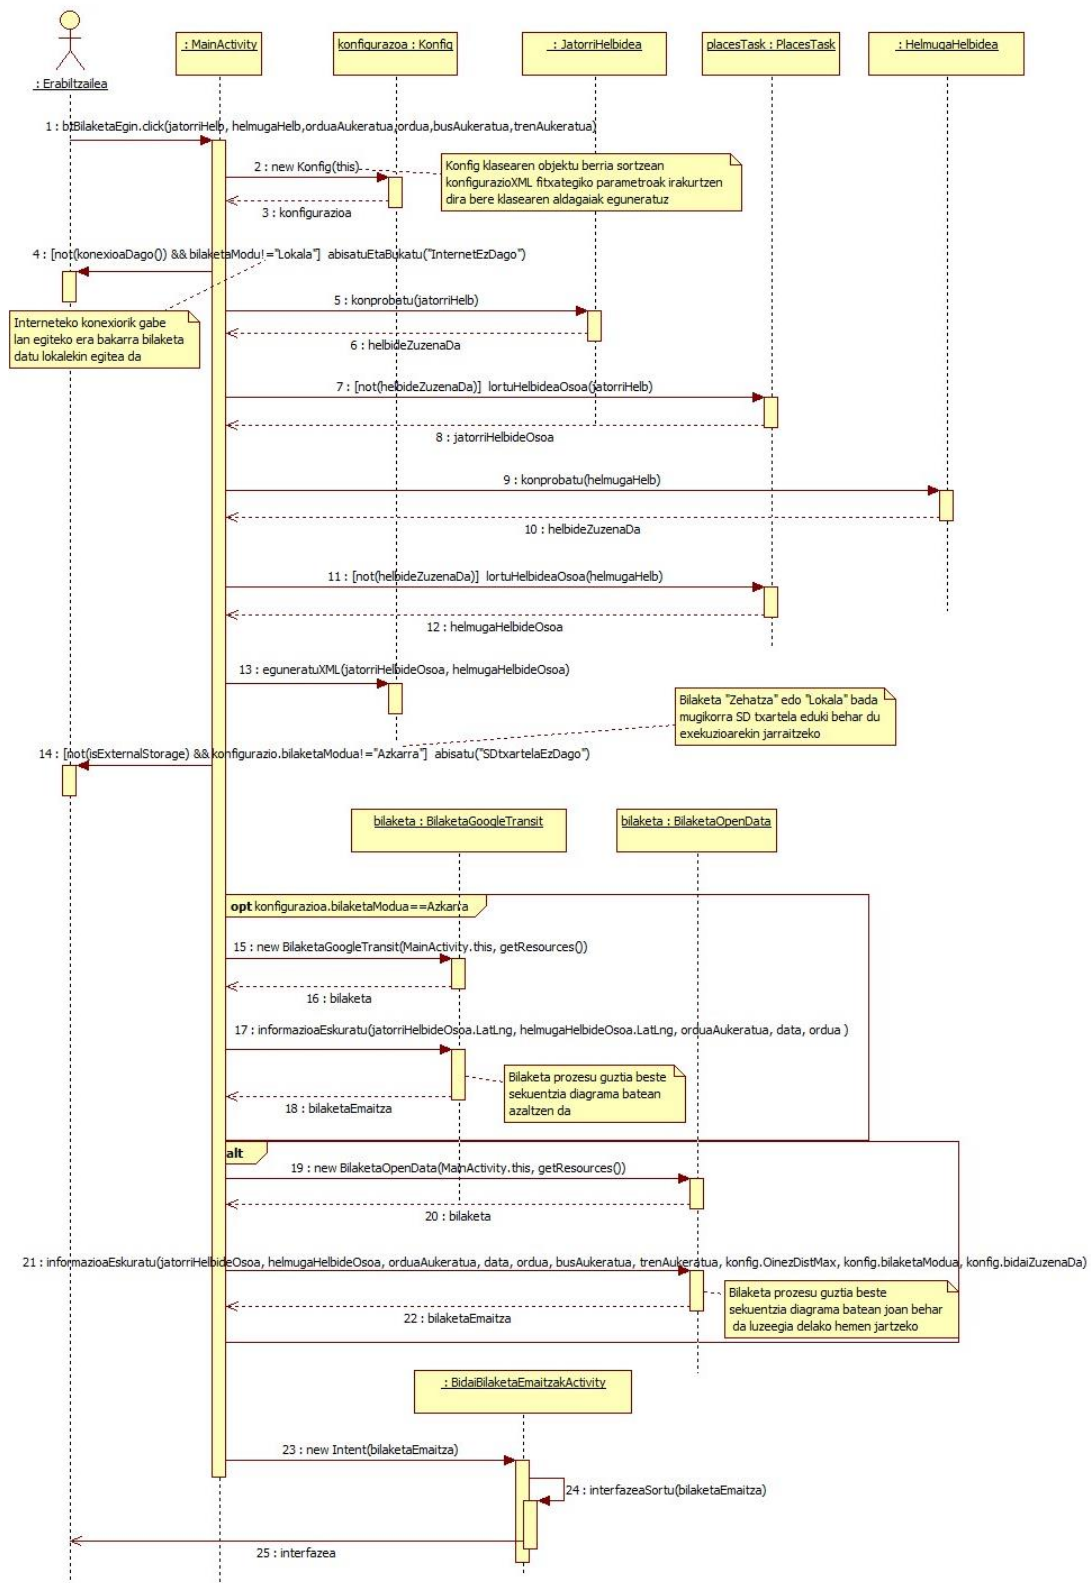 : Erabiltzailea
: MainActivity
konfigurazoa : Konfig
: JatorriHelbidea
placesTask : PlacesTask
: HelmugaHelbidea
1 : btBilaketaEgin.click(jatorriHelb, helmugaHelb,orduaAukeratua,ordua,busAukeratua,trenAukeratua)
2 : new Konfig(this)
Konfig klasearen objektu berria sortzean
konfigurazioXML fitxategiko parametroak irakurtzen
dira bere klasearen aldagaiak eguneratuz
3 : konfigurazioa
4 : [not(konexioaDago()) && bilaketaModu!="Lokala"] abisatuEtaBukatu("InternetEzDago")
Interneteko konexiorik gabe
lan egiteko era bakarra bilaketa
datu lokalekin egitea da
5 : konprobatu(jatorriHelb)
6 : helbideZuzenaDa
7 : [not(helbideZuzenaDa)] lortuHelbideaOsoa(jatorriHelb)
8 : jatorriHelbideOsoa
9 : konprobatu(helmugaHelb)
10 : helbideZuzenaDa
11 : [not(helbideZuzenaDa)] lortuHelbideaOsoa(helmugaHelb)
12 : helmugaHelbideOsoa
13 : eguneratuXML(jatorriHelbideOsoa, helmugaHelbideOsoa)
Bilaketa "Zehatza" edo "Lokala" bada
mugikorra SD txartela eduki behar du
exekuzioarekin jarraitzeko
14 : [not(isExternalStorage) && konfigurazio.bilaketaModua!="Azkarra"] abisatu("SDtxartelaEzDago")
bilaketa : BilaketaGoogleTransit
bilaketa : BilaketaOpenData
opt konfigurazioa.bilaketaModua==Azkarra
15 : new BilaketaGoogleTransit(MainActivity.this, getResources())
16 : bilaketa
17 : informazioaEskuratu(jatorriHelbideOsoa.LatLng, helmugaHelbideOsoa.LatLng, orduaAukeratua, data, ordua )
Bilaketa prozesu guztia beste
sekuentzia diagrama batean
azaltzen da
18 : bilaketaEmaitza
alt
19 : new BilaketaOpenData(MainActivity.this, getResources())
20 : bilaketa
21 : informazioaEskuratu(jatorriHelbideOsoa, helmugaHelbideOsoa, orduaAukeratua, data, ordua, busAukeratua, trenAukeratua, konfig.OinezDistMax, konfig.bilaketaModua, konfig.bidaiZuzenaDa)
Bilaketa prozesu guztia beste
sekuentzia diagrama batean joan behar
da luzeegia delako hemen jartzeko
22 : bilaketaEmaitza
: BidaiBilaketaEmaitzakActivity
23 : new Intent(bilaketaEmaitza)
24 : interfazeaSortu(bilaketaEmaitza)
25 : interfazea